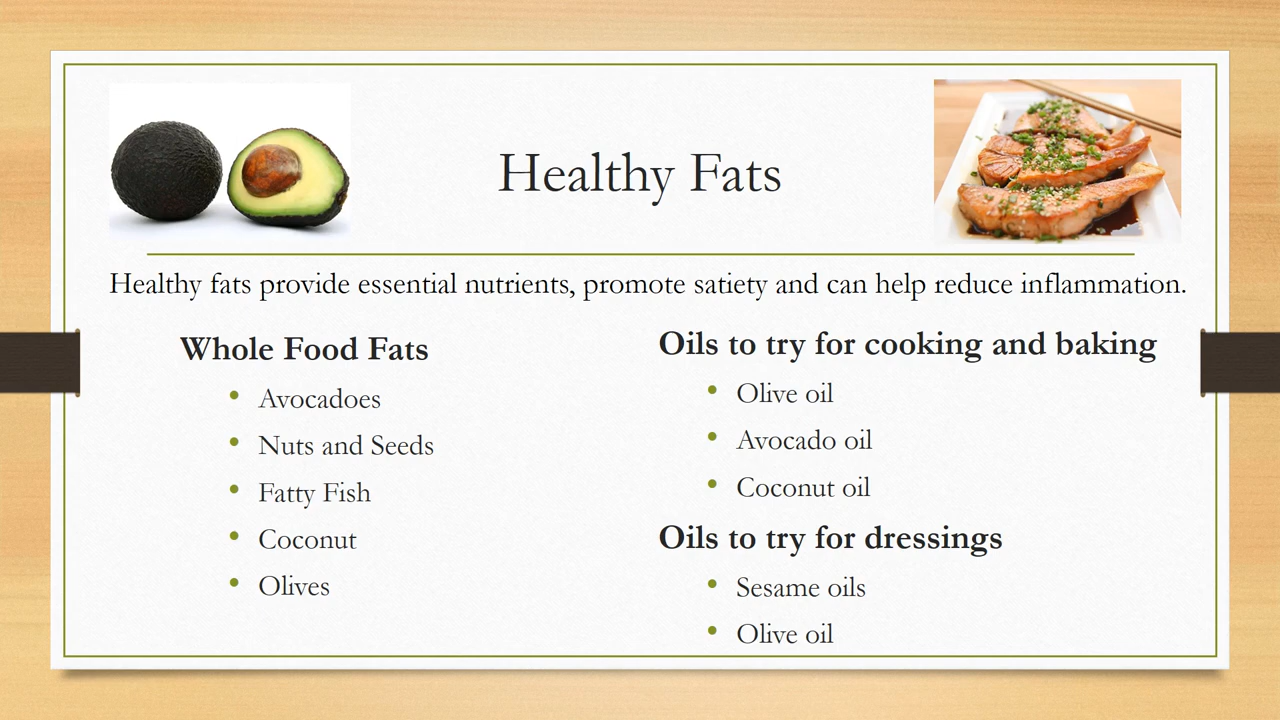 Healthy Fats
Healthy fats provide essential nutrients, promote satiety and can help reduce inflammation.
Whole Food Fats
• Avocadoes
• Nuts and Seeds
• Fatty Fish
• Coconut
• Olives
Oils to try for cooking and baking
• Olive oil
• Avocado oil
• Coconut oil
Oils to try for dressings
• Sesame oils
• Olive oil